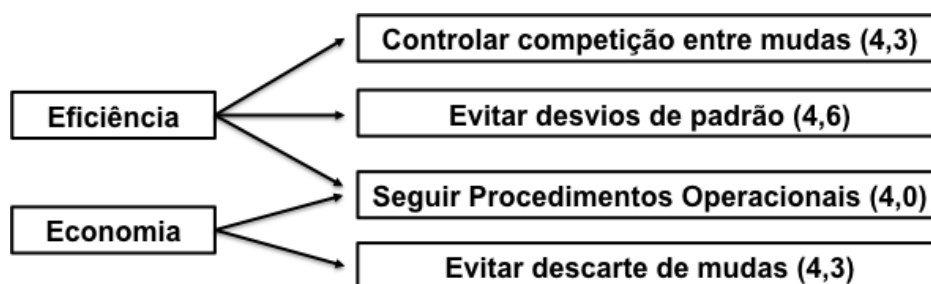 Controlar competição entre mudas (4,3)
Eficiência
Evitar desvios de padrão (4,6)
Seguir Procedimentos Operacionais (4,0)
Economia
Evitar descarte de mudas (4,3)